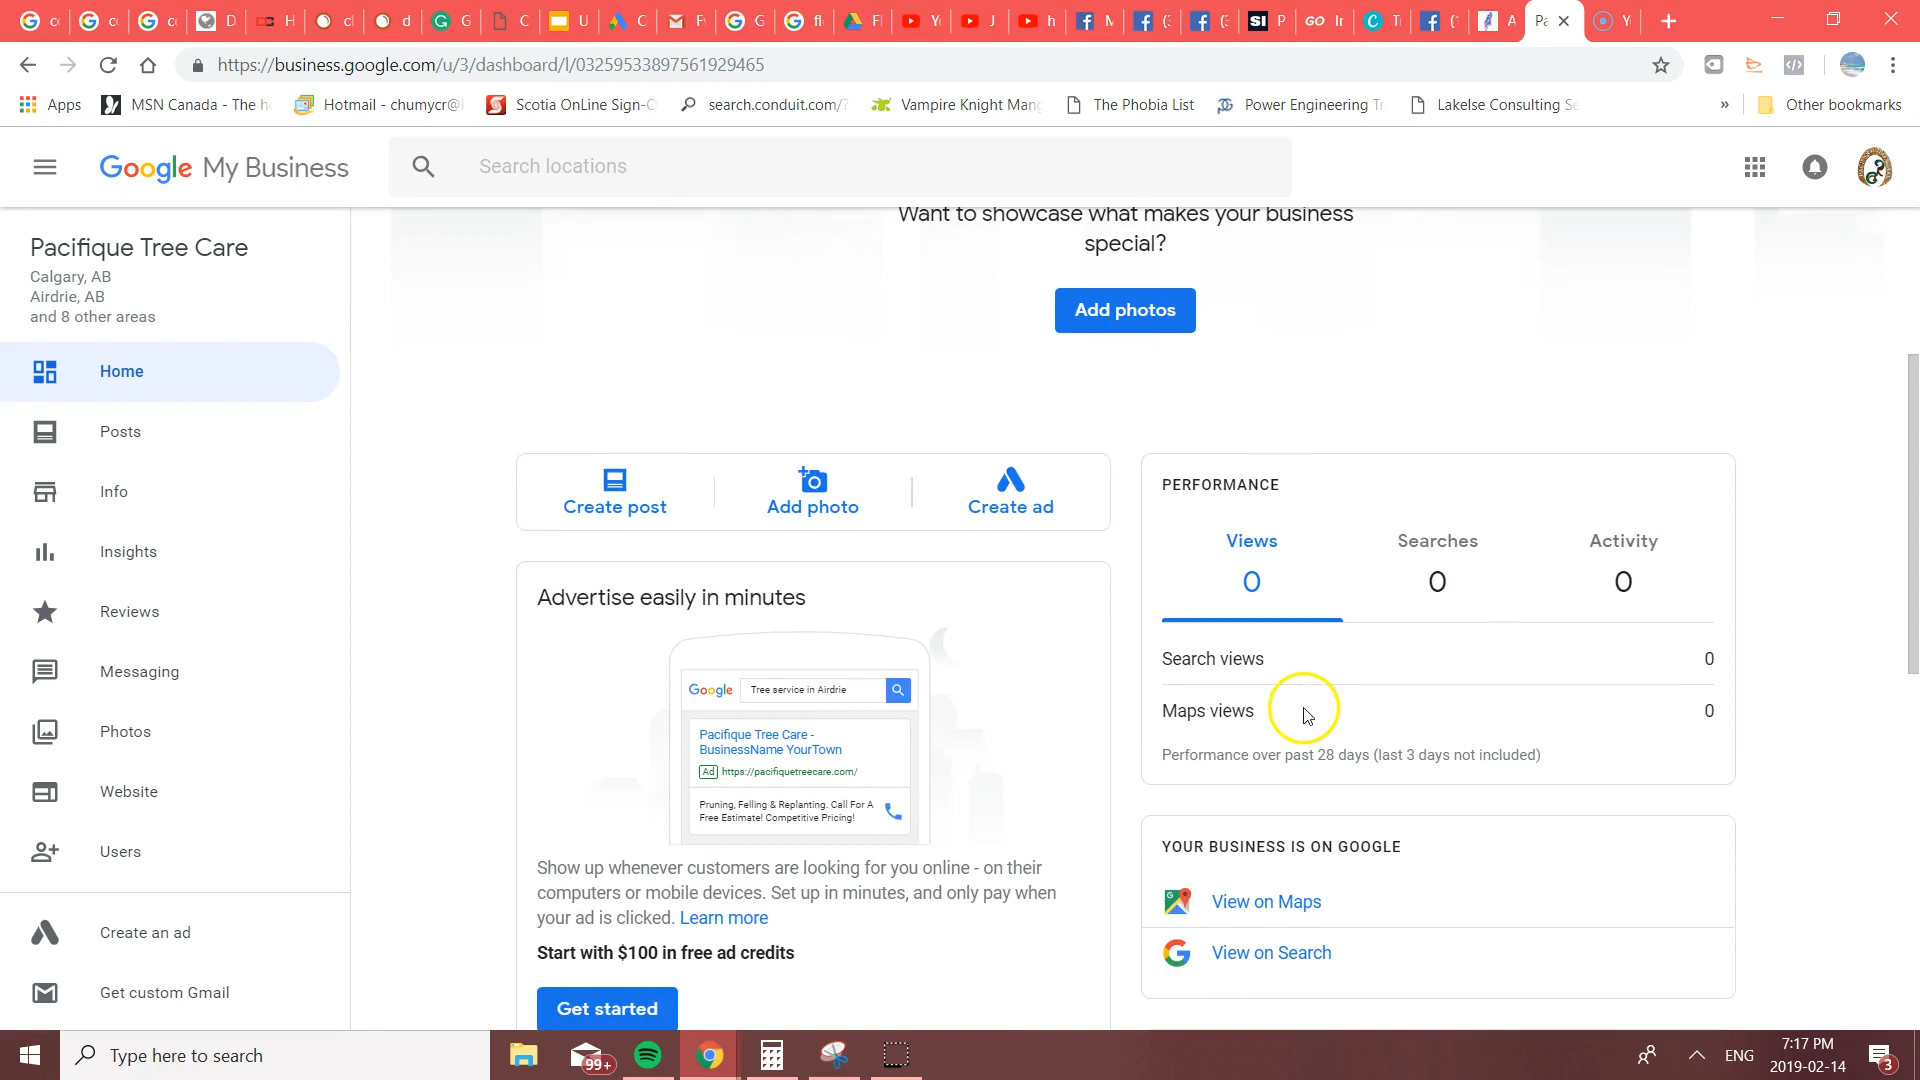 https://business.google.com/u/3/dashboard/l/03259533897561929465
Apps
MSN Canada - The h
Hotmail - chumycr@
Scotia OnLine Sign-O
search.conduit.com/?
Vampire Knight Mang
The Phobia List
Power Engineering Tr
Lakelse Consulting Se
»
Other bookmarks
Google My Business
Search locations
Pacifique Tree Care
Calgary, AB
Airdrie, AB
and 8 other areas
Home
Posts
Info
Insights
Reviews
Messaging
Photos
Website
Users
Create an ad
Get custom Gmail
Want to showcase what makes your business
special?
Add photos
Create post
Add photo
Create ad
Advertise easily in minutes
Google
Tree service in Airdrie
Pacifique Tree Care -
BusinessName YourTown
Ad https://pacifiquetreecare.com/
Pruning, Felling & Replanting. Call For A
Free Estimate! Competitive Pricing!
Show up whenever customers are looking for you online - on their
computers or mobile devices. Set up in minutes, and only pay when
your ad is clicked. Learn more
Start with $100 in free ad credits
Get started
PERFORMANCE
Views
Searches
Activity
0
0
0
Search views 0
Maps views 0
Performance over past 28 days (last 3 days not included)
YOUR BUSINESS IS ON GOOGLE
View on Maps
View on Search
Type here to search
99+
ENG
7:17 PM
2019-02-14
3